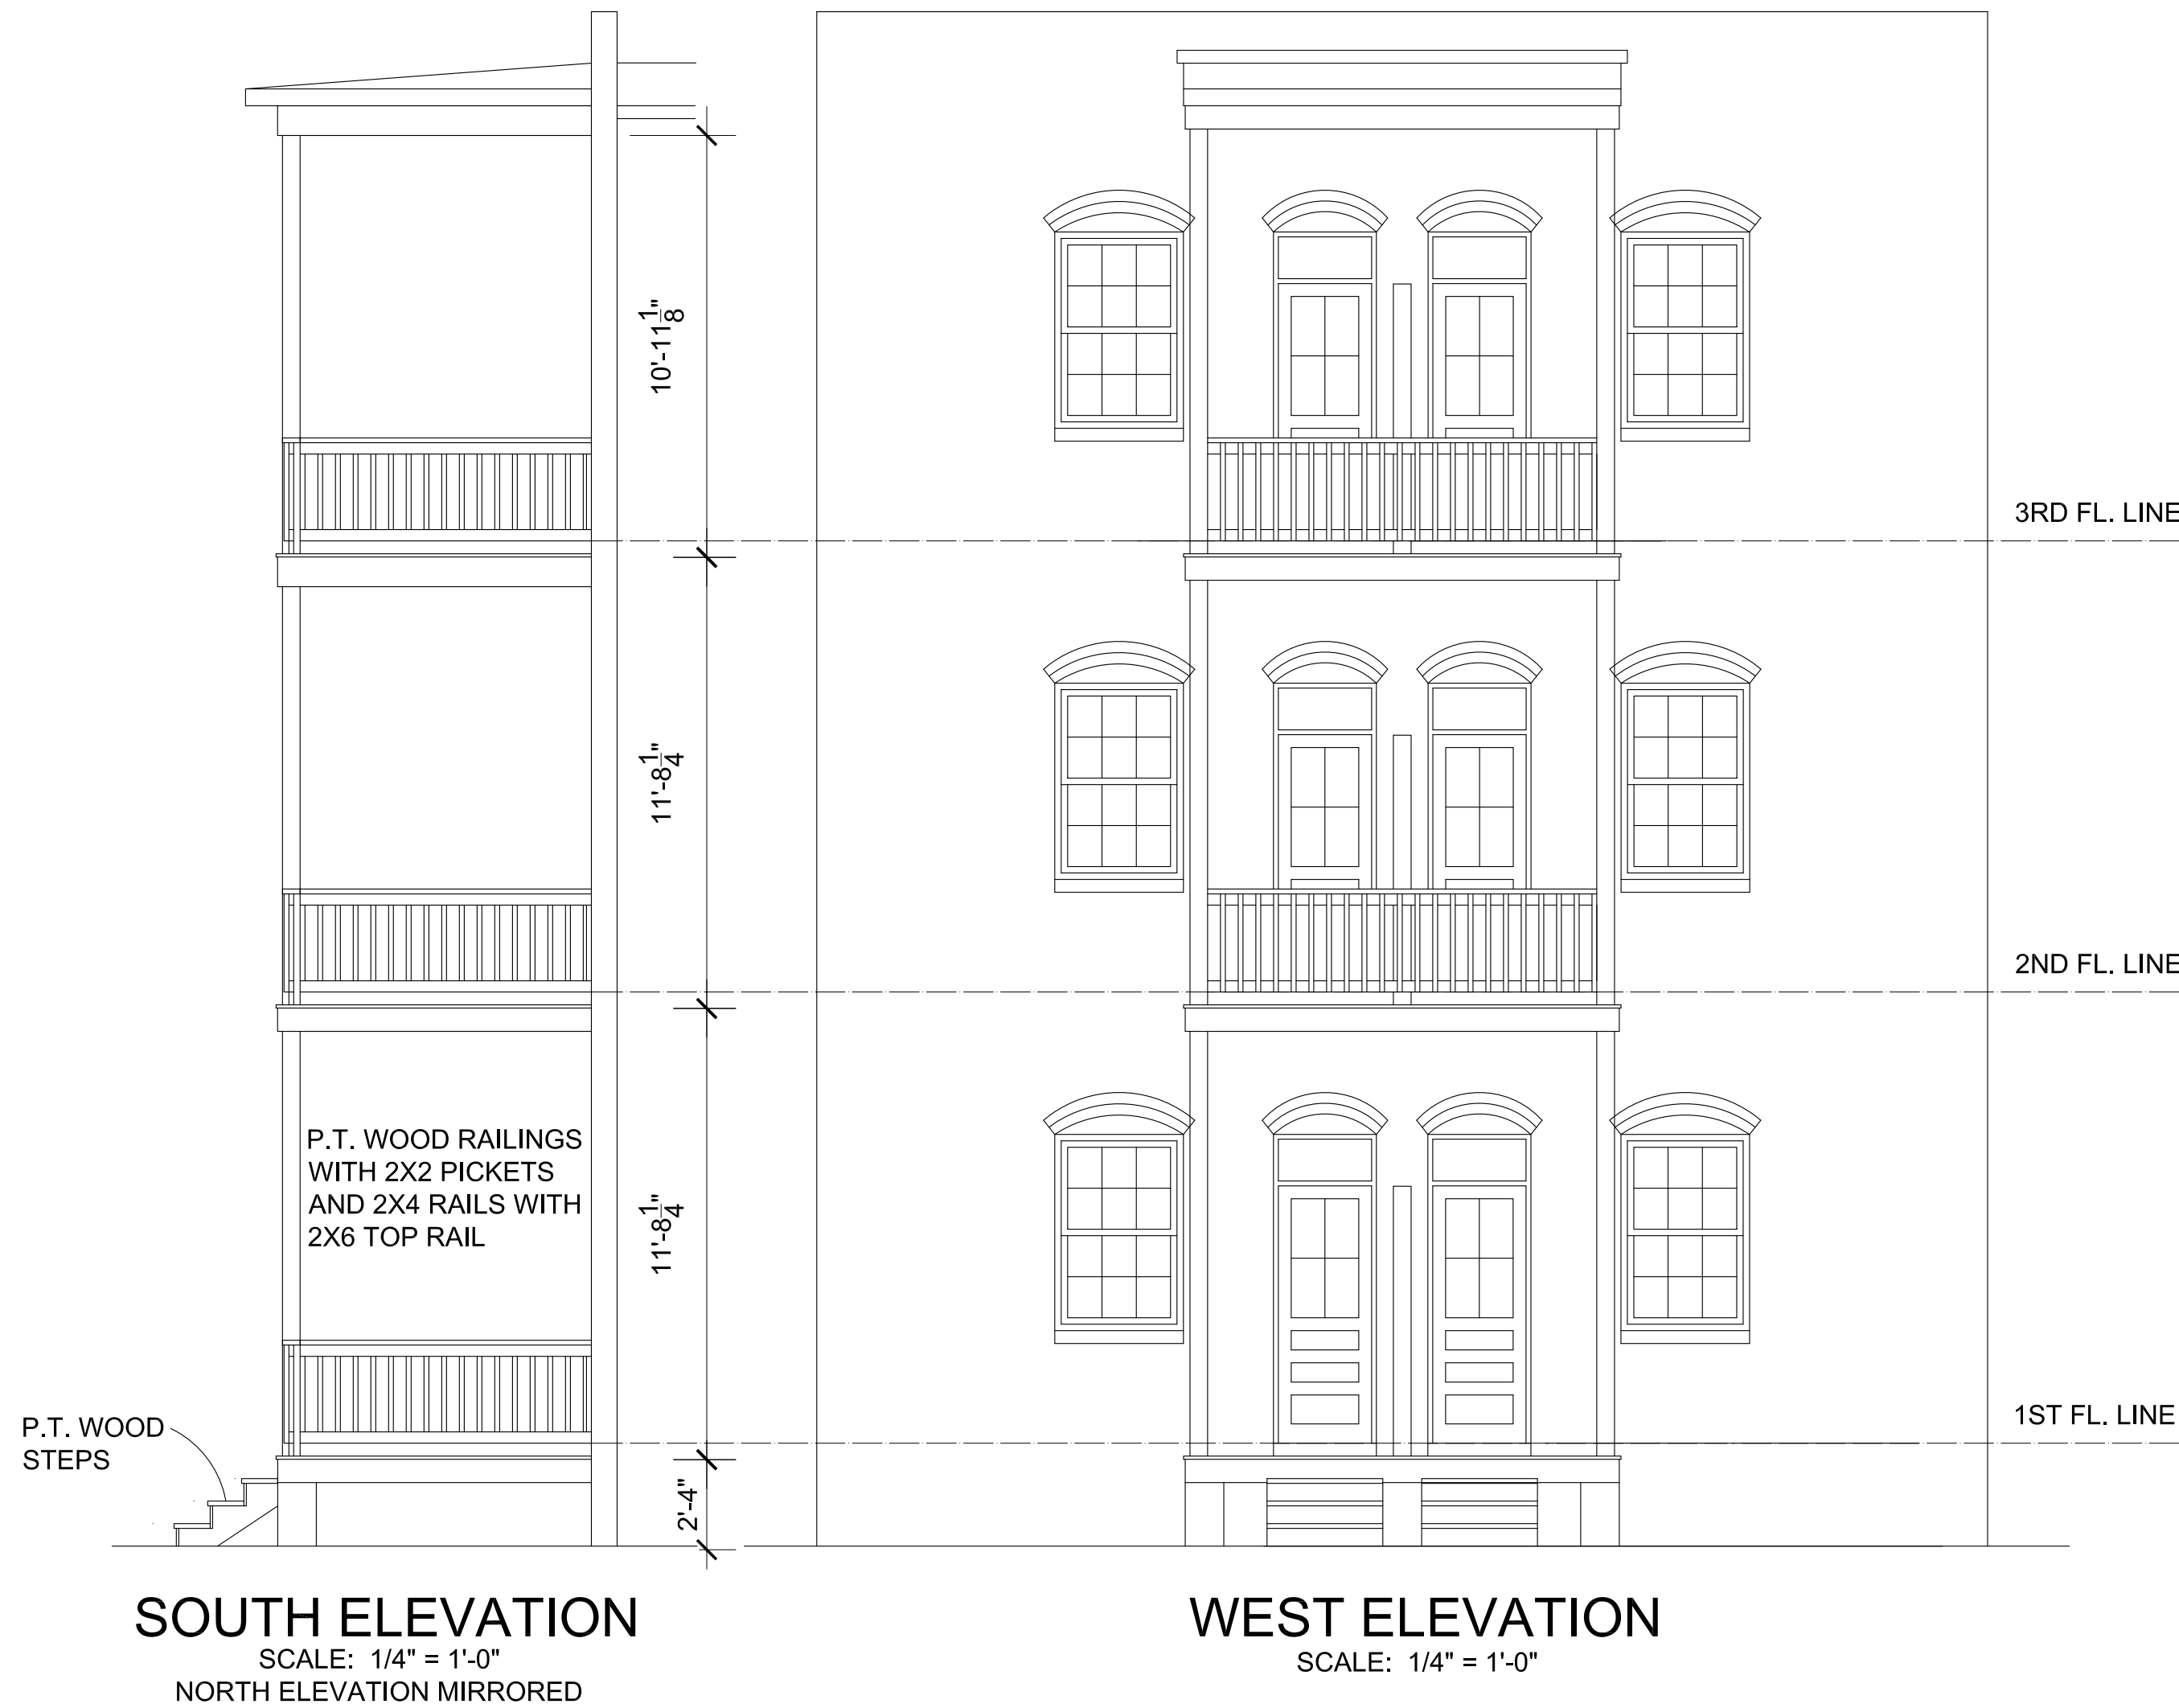 10'-11 1/8"
3RD FL. LINE
11'-8 1/4"
2ND FL. LINE
P.T. WOOD RAILINGS
WITH 2X2 PICKETS
AND 2X4 RAILS WITH
2X6 TOP RAIL
11'-8 1/4"
P.T. WOOD
STEPS
1ST FL. LINE
2'-4"
SOUTH ELEVATION
SCALE: 1/4" = 1'-0"
NORTH ELEVATION MIRRORED
WEST ELEVATION
SCALE: 1/4" = 1'-0"